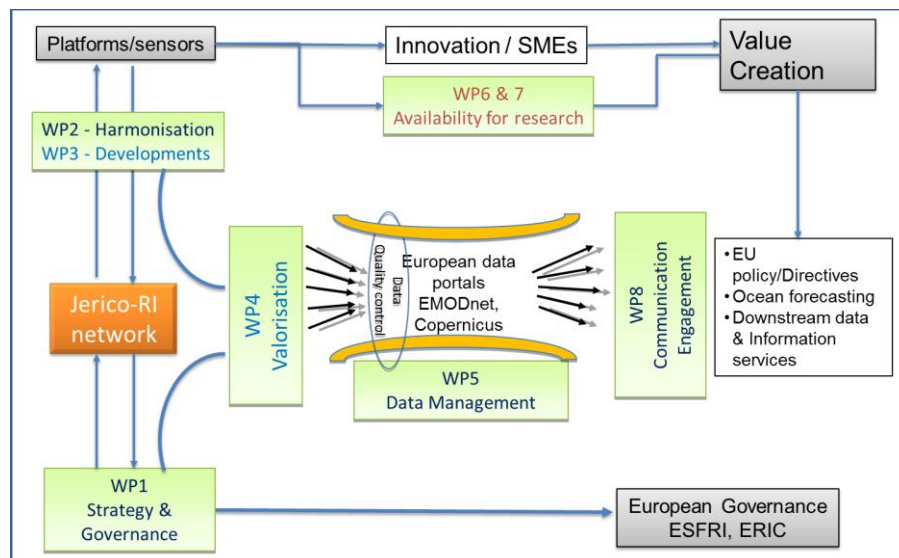 Platforms/sensors
Innovation / SMEs
Value
Creation
WP6 & 7
Availability for research
WP2 - Harmonisation
WP3 - Developments
Jerico-RI
network
WP4
Valorisation
Data
Quality control
European data
portals
EMODnet,
Copernicus
WP8
Communication
Engagement
•EU
policy/Directives
•Ocean forecasting
•Downstream data
& Information
services
WP5
Data Management
WP1
Strategy &
Governance
European Governance
ESFRI, ERIC